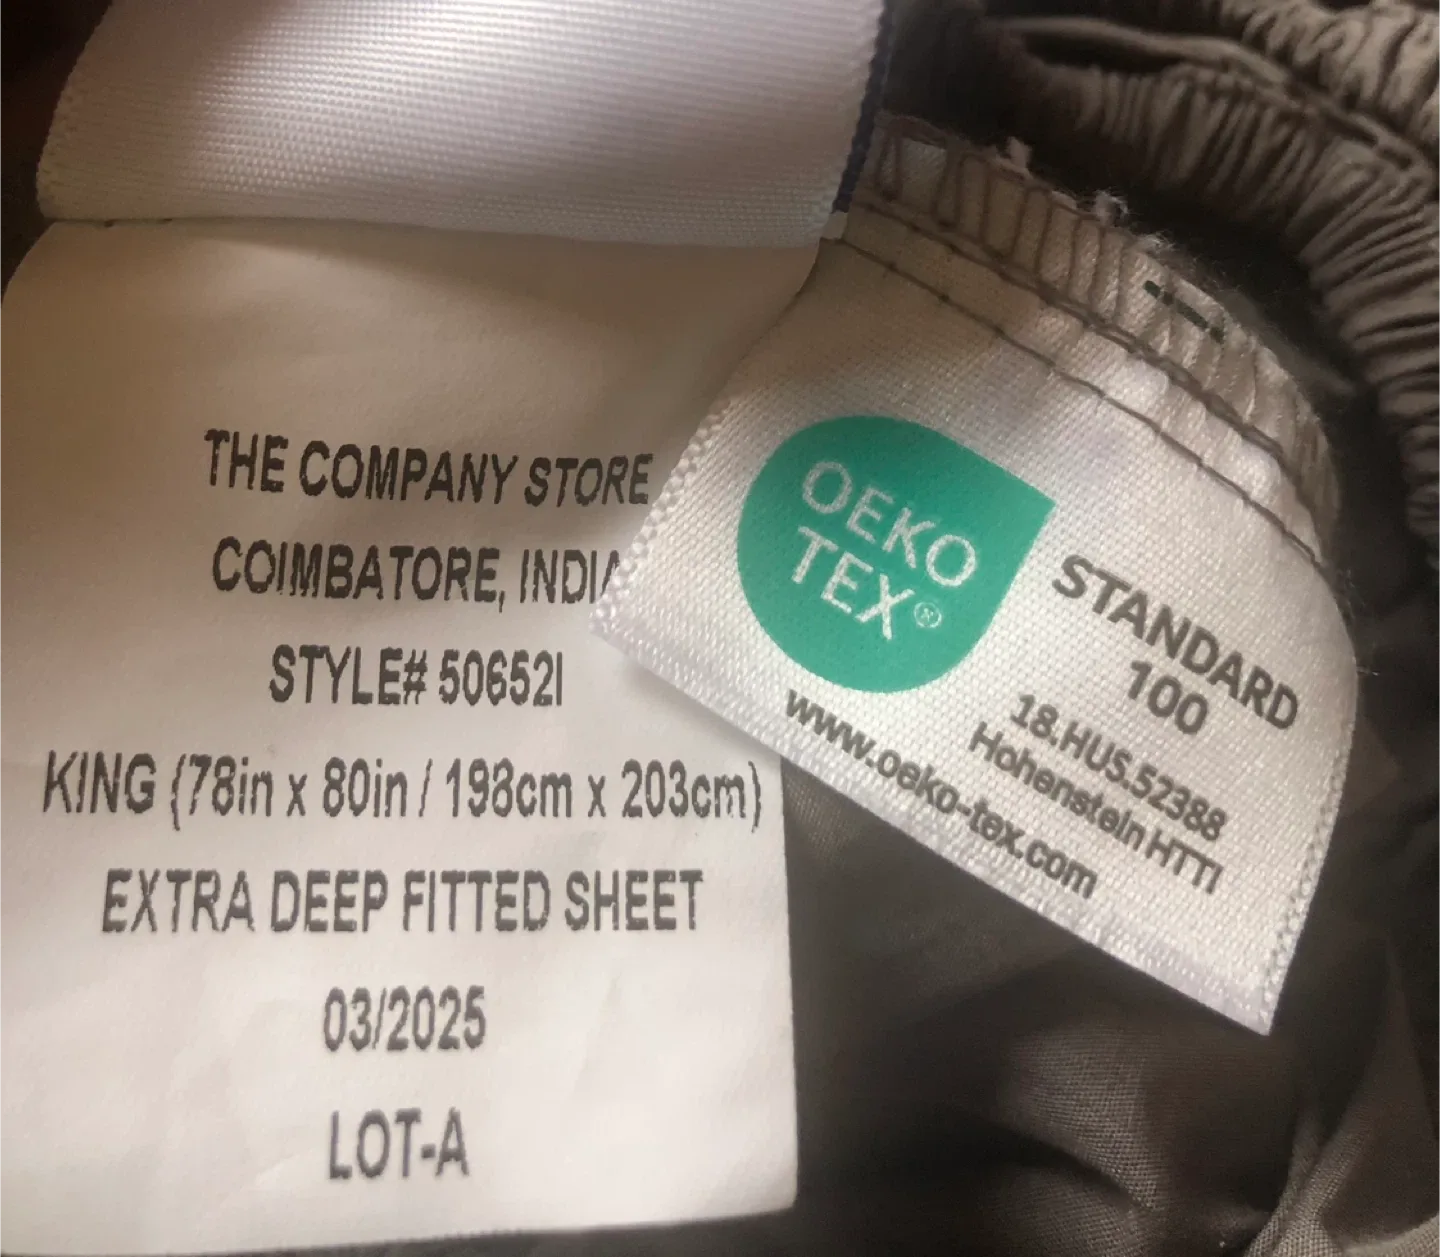 THE COMPANY STORE
COIMBATORE, INDIA
STYLE# 50652I
KING (78in x 80in / 198cm x 203cm)
EXTRA DEEP FITTED SHEET
03/2025
LOT-A
OEKO
TEX®
STANDARD
100
18.HUS.52388
Hohenstein HTTI
www.oeko-tex.com